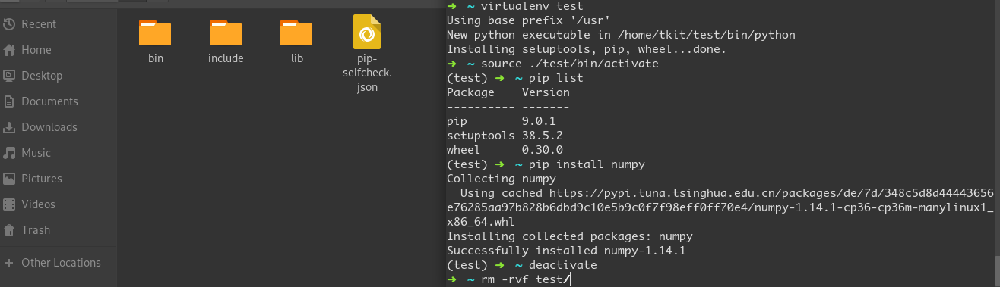 Recent
Home
Desktop
Documents
Downloads
Music
Pictures
Videos
Trash
+ Other Locations
bin
include
lib
pip-
selfcheck.
json
➜ ~ virtualenv test
Using base prefix '/usr'
New python executable in /home/tkit/test/bin/python
Installing setuptools, pip, wheel...done.
➜ ~ source ./test/bin/activate
(test) ➜ ~ pip list
Package    Version
---------- -------
pip        9.0.1
setuptools 38.5.2
wheel      0.30.0
(test) ➜ ~ pip install numpy
Collecting numpy
  Using cached https://pypi.tuna.tsinghua.edu.cn/packages/de/7d/348c5d8d44443656
e76285aa97b828b6dbd9c10e5b9c0f7f98eff0ff70e4/numpy-1.14.1-cp36-cp36m-manylinux1_
x86_64.whl
Installing collected packages: numpy
Successfully installed numpy-1.14.1
(test) ➜ ~ deactivate
➜ ~ rm -rvf test/